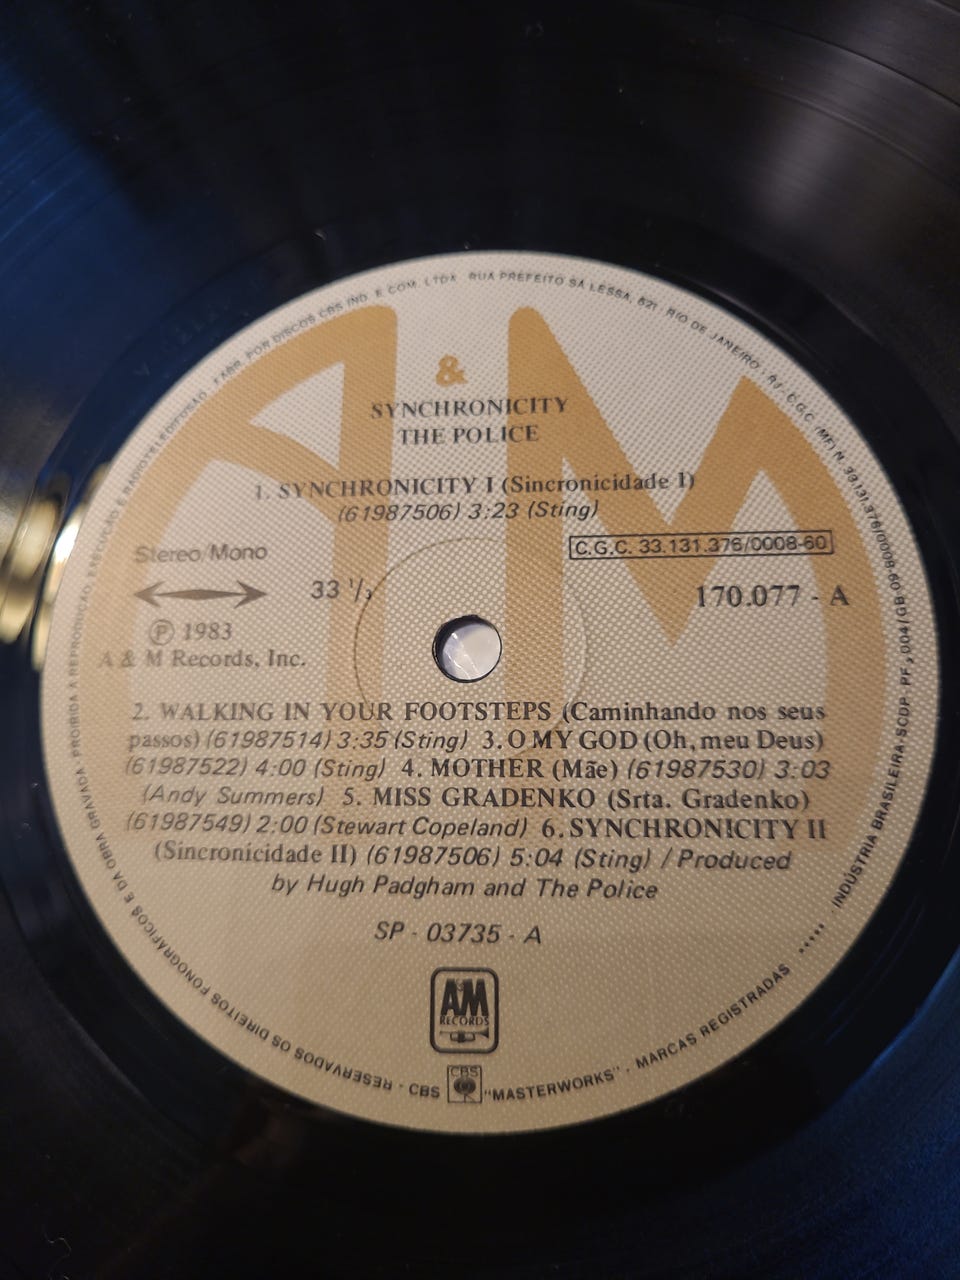 &
SYNCHRONICITY
THE POLICE
1. SYNCHRONICITY I (Sincronicidade I)
(61987506) 3:23 (Sting)
Stereo/Mono
C.G.C. 33.131.376/0008-60
33 1/3
170.077 - A
Ⓟ 1983
A & M Records, Inc.
2. WALKING IN YOUR FOOTSTEPS (Caminhando nos seus
passos) (61987514) 3:35 (Sting) 3. O MY GOD (Oh, meu Deus)
(61987522) 4:00 (Sting) 4. MOTHER (Mãe) (61987530) 3:03
(Andy Summers) 5. MISS GRADENKO (Srta. Gradenko)
(61987549) 2:00 (Stewart Copeland) 6. SYNCHRONICITY II
(Sincronicidade II) (61987506) 5:04 (Sting) / Produced
by Hugh Padgham and The Police
SP - 03735 - A
A&M
RECORDS
CBS
FABR. POR DISCOS CBS IND. E COM. LTDA RUA PREFEITO SÁ LESSA, 621 - RIO DE JANEIRO - RJ - C.G.C. (MF) N. 33.131.376/0008-60 SCDP. PF. 004/GB INDÚSTRIA BRASILEIRA
RESERVADOS OS DIREITOS FONOGRÁFICOS E DA OBRA GRAVADA. PROIBIDA A REPRODUÇÃO, EXECUÇÃO E RADIOTELEDIFUSÃO
CBS "MASTERWORKS" - MARCAS REGISTRADAS